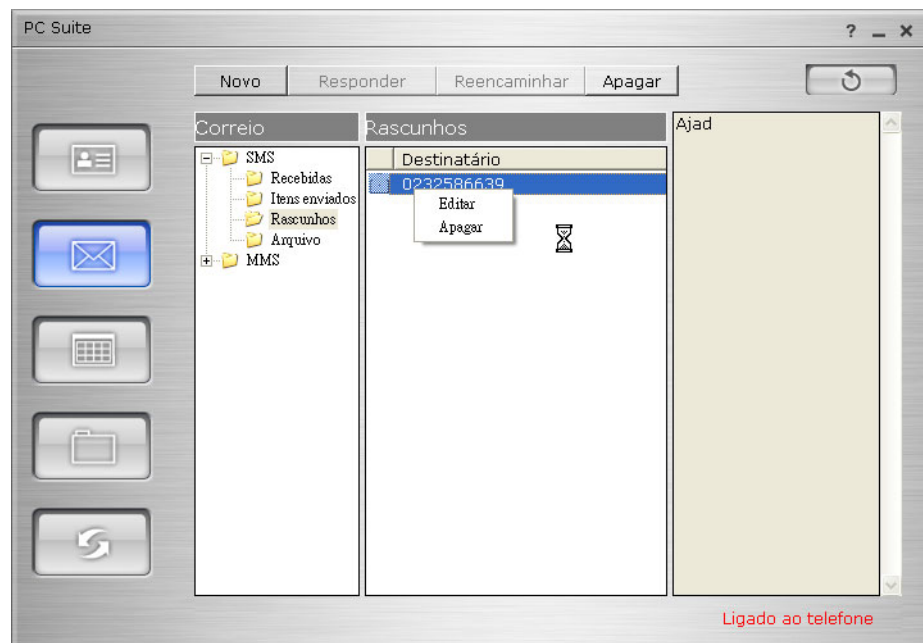 PC Suite
Novo Responder Reencaminhar Apagar
Correio
SMS
Recebidas
Itens enviados
Rascunhos
Arquivo
MMS
Rascunhos
Destinatário
0232586639
Editar
Apagar
Ajad
Ligado ao telefone